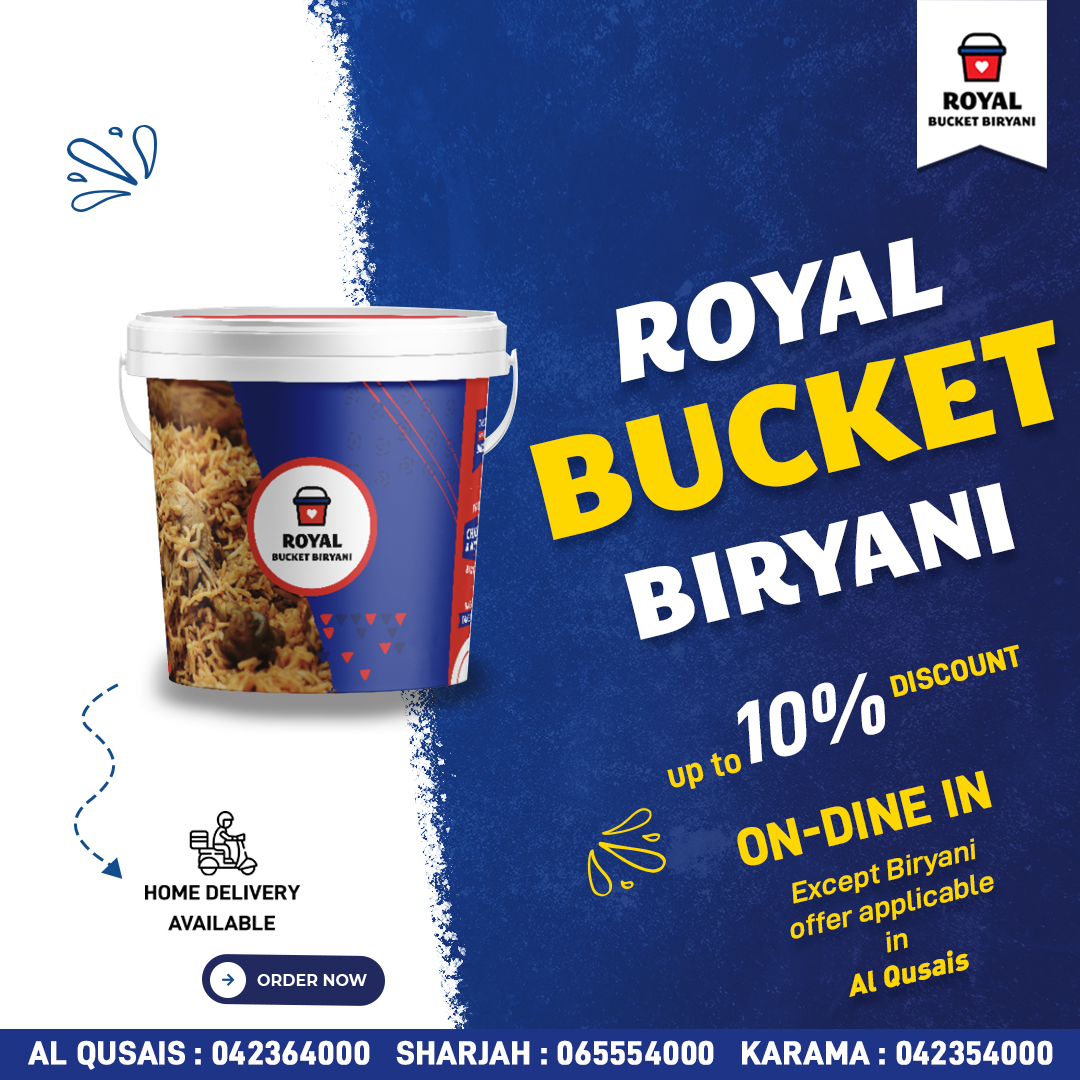 ROYAL
BUCKET BIRYANI
ROYAL
BUCKET
BIRYANI
ROYAL
BUCKET BIRYANI
up to 10% DISCOUNT
ON-DINE IN
Except Biryani
offer applicable
in
Al Qusais
HOME DELIVERY
AVAILABLE
ORDER NOW
AL QUSAIS : 042364000 SHARJAH : 065554000 KARAMA : 042354000